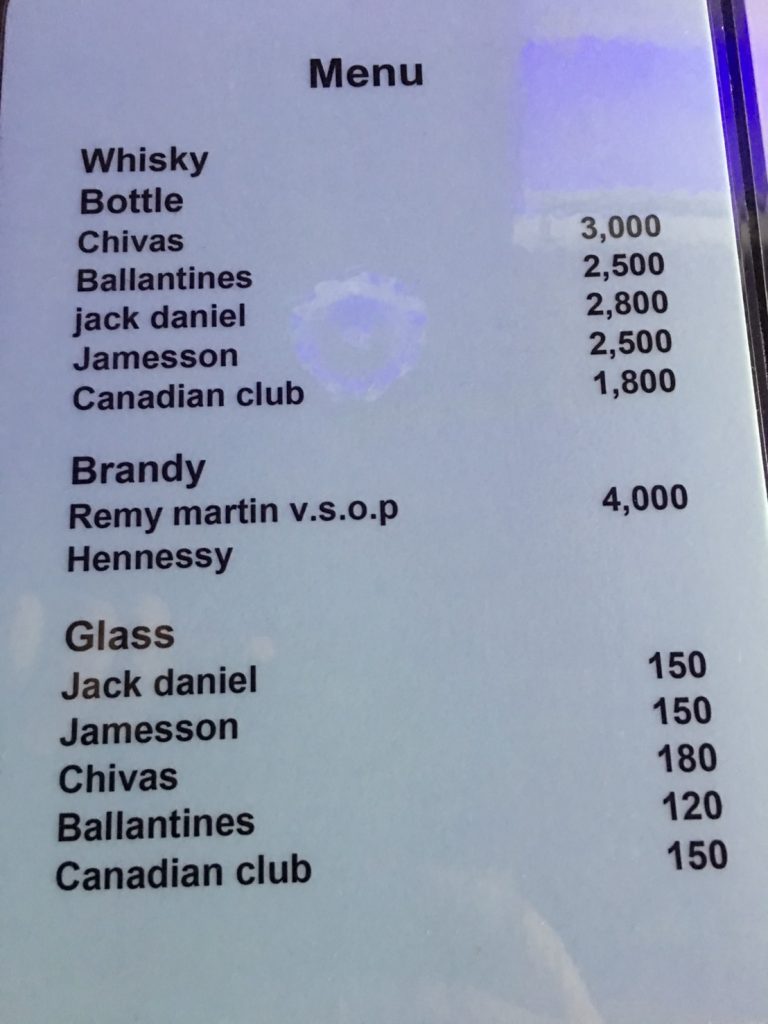 Menu
Whisky
Bottle
Chivas 3,000
Ballantines 2,500
jack daniel 2,800
Jamesson 2,500
Canadian club 1,800
Brandy
Remy martin v.s.o.p 4,000
Hennessy
Glass
Jack daniel 150
Jamesson 150
Chivas 180
Ballantines 120
Canadian club 150